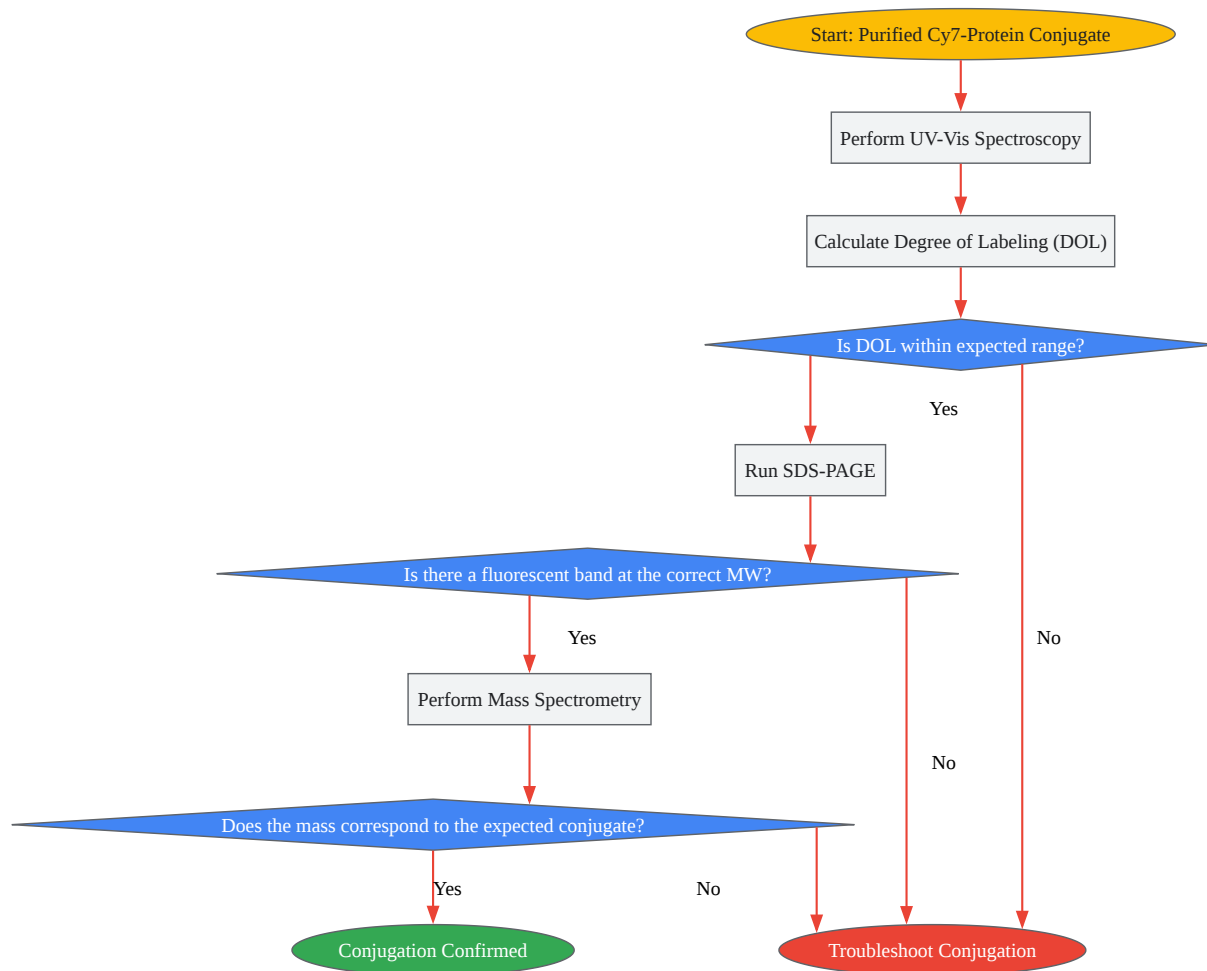 Start: Purified Cy7-Protein Conjugate
Perform UV-Vis Spectroscopy
Calculate Degree of Labeling (DOL)
Is DOL within expected range?
Yes
Run SDS-PAGE
Is there a fluorescent band at the correct MW?
Yes
No
Perform Mass Spectrometry
No
Does the mass correspond to the expected conjugate?
Yes
No
Conjugation Confirmed
Troubleshoot Conjugation